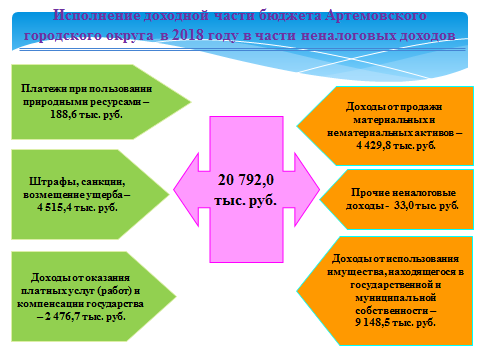 Исполнение доходной части бюджета Артемовского
городского округа в 2018 году в части неналоговых доходов
Платежи при пользовании
природными ресурсами –
188,6 тыс. руб.
Штрафы, санкции,
возмещение ущерба –
4 515,4 тыс. руб.
Доходы от оказания
платных услуг (работ) и
компенсации государства
– 2 476,7 тыс. руб.
20 792,0
тыс. руб.
Доходы от продажи
материальных и
нематериальных активов –
4 429,8 тыс. руб.
Прочие неналоговые
доходы - 33,0 тыс. руб.
Доходы от использования
имущества, находящегося в
государственной и
муниципальной
собственности –
9 148,5 тыс. руб.